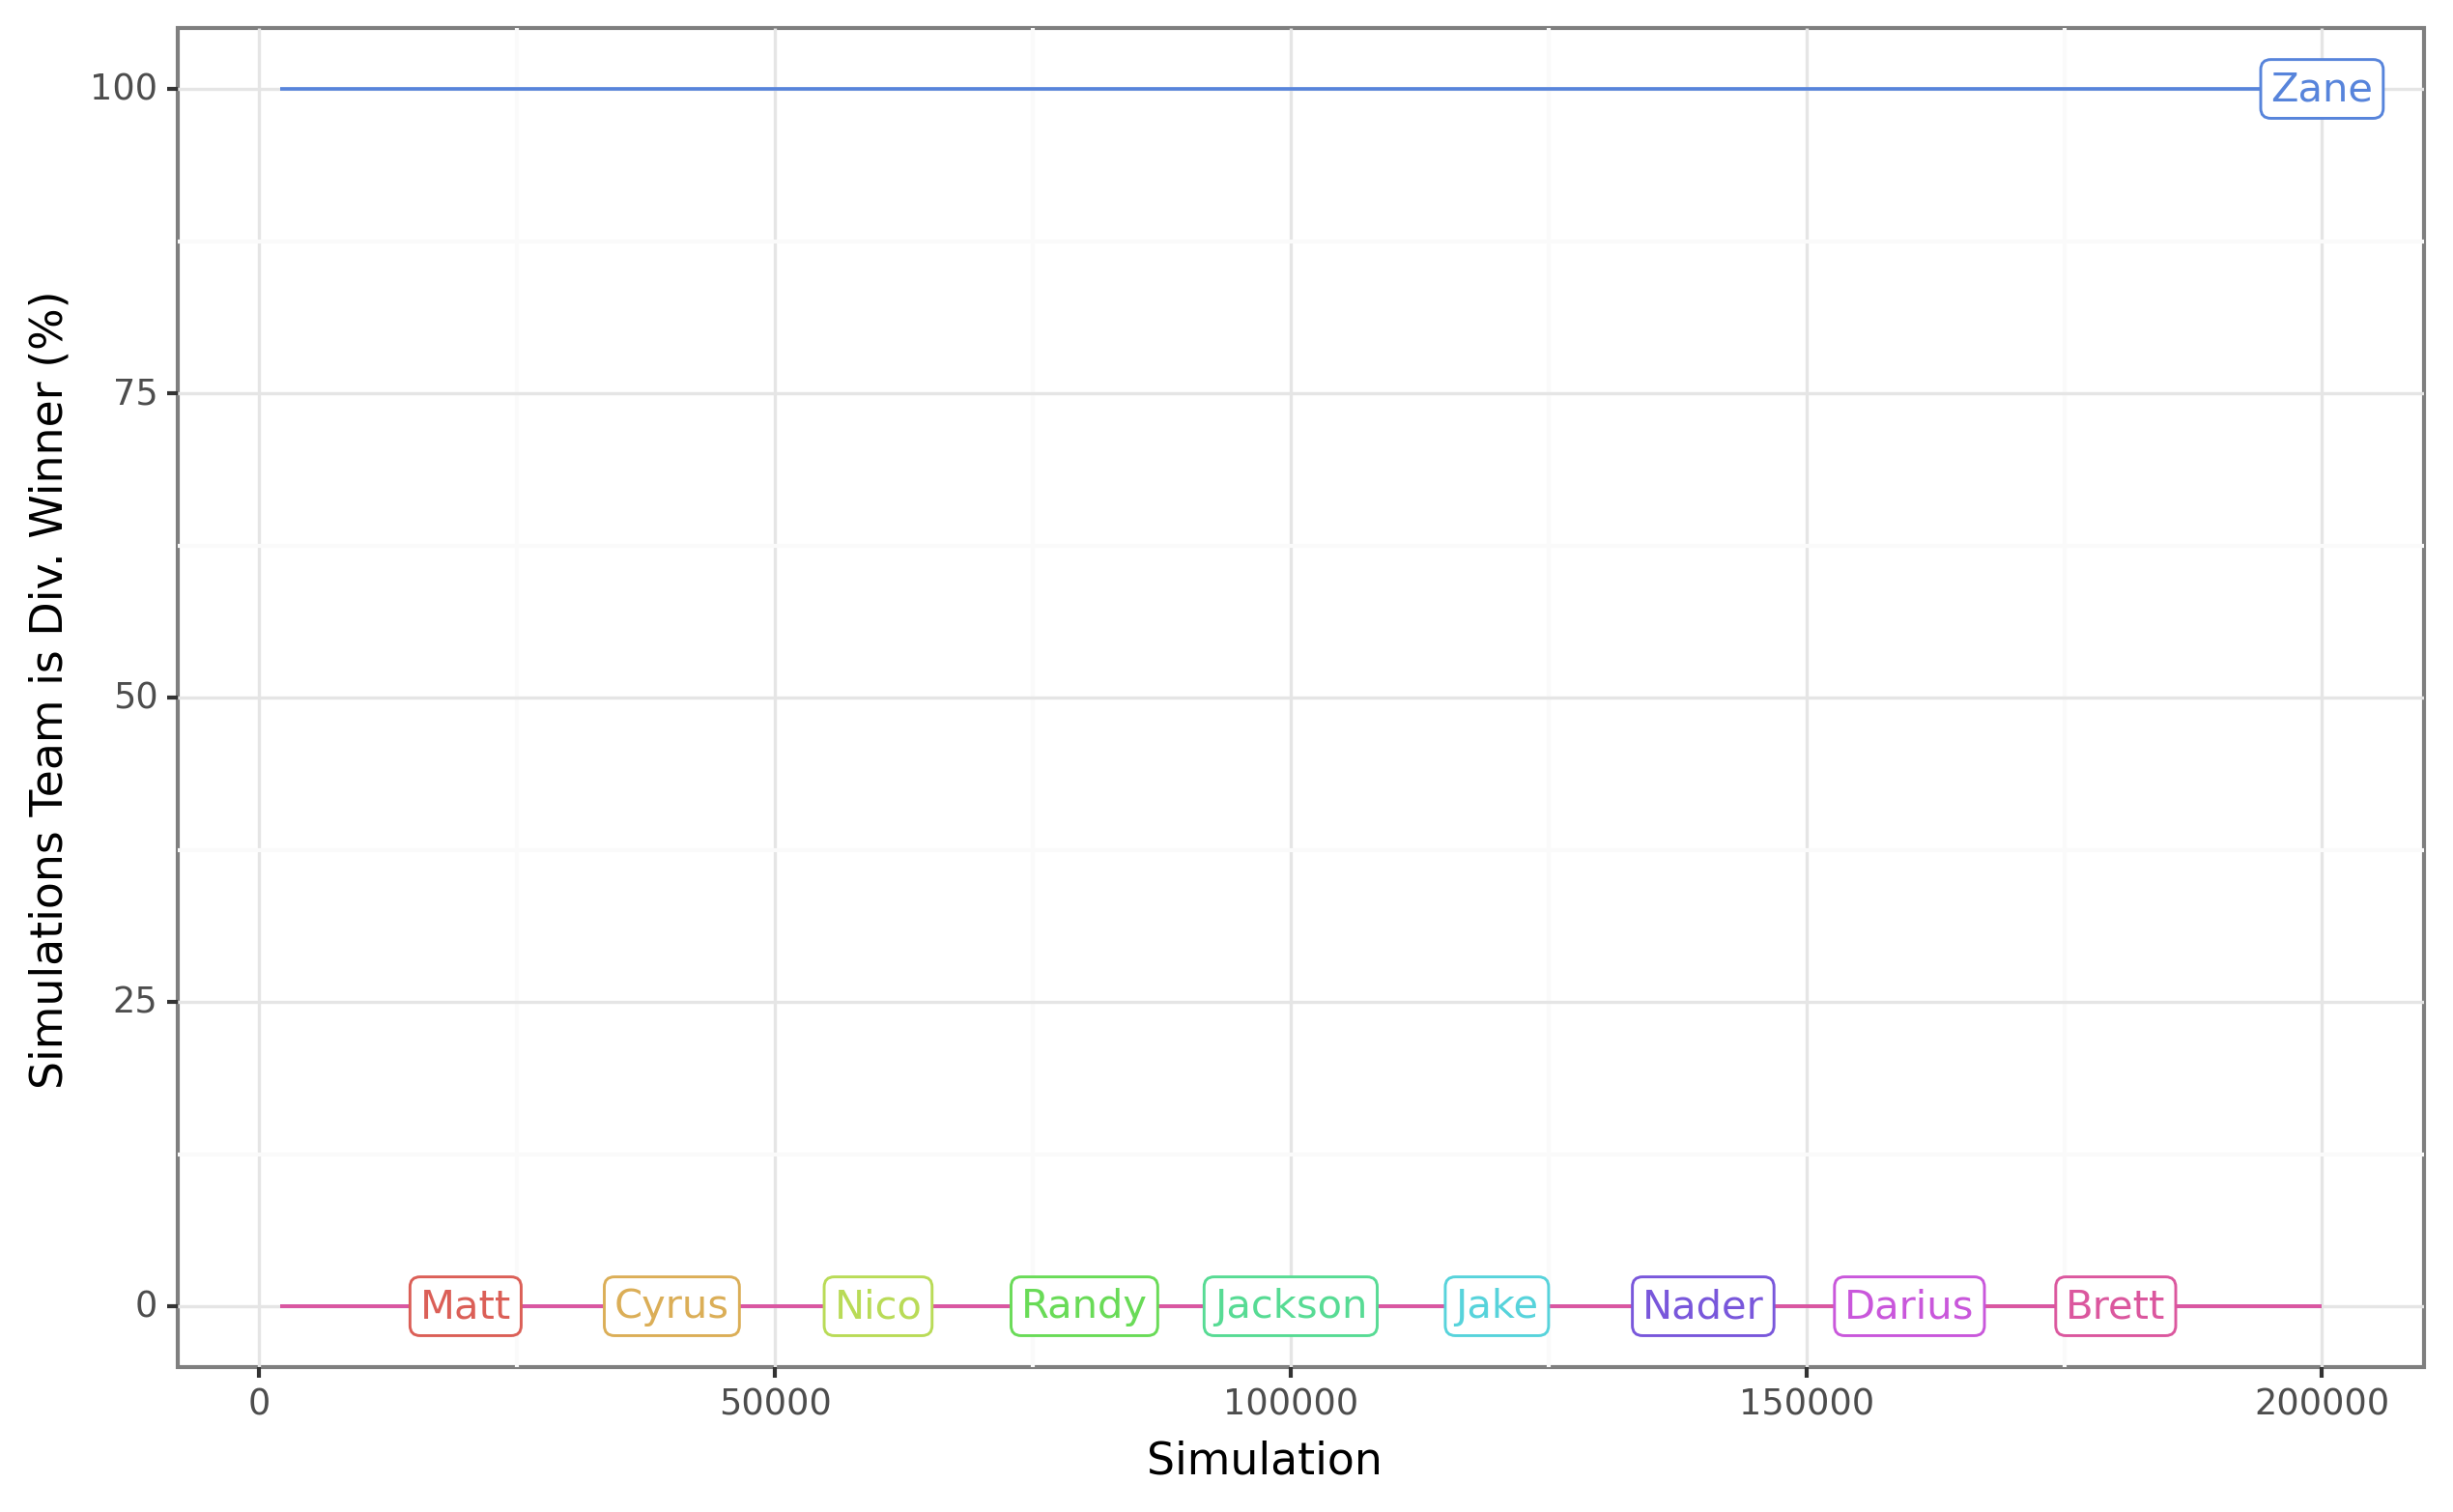 Simulations Team is Div. Winner (%)
100
75
50
25
0
Zane
Matt
Cyrus
Nico
Randy
Jackson
Jake
Nader
Darius
Brett
0
50000
100000
150000
200000
Simulation